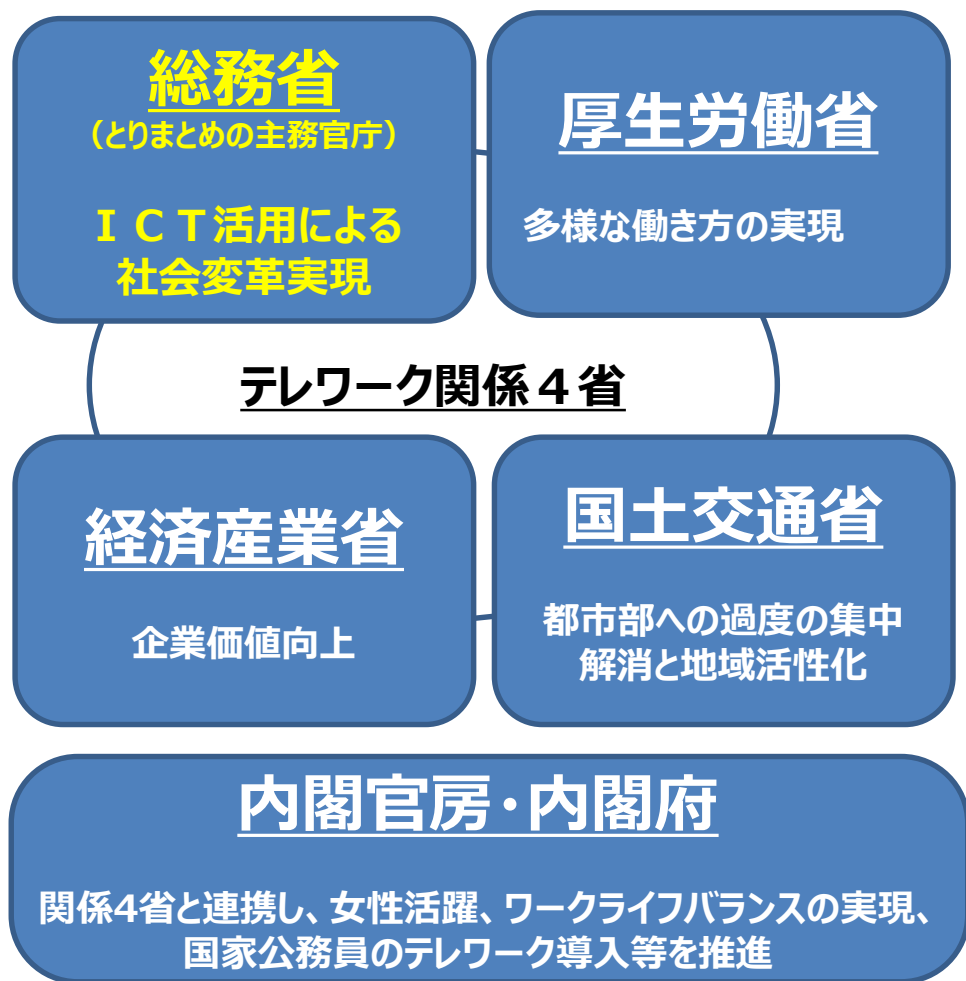 総務省
（とりまとめの主務官庁）
ＩＣＴ活用による
社会変革実現
厚生労働省
多様な働き方の実現
テレワーク関係４省
経済産業省
企業価値向上
国土交通省
都市部への過度の集中
解消と地域活性化
内閣官房・内閣府
関係4省と連携し、女性活躍、ワークライフバランスの実現、
国家公務員のテレワーク導入等を推進